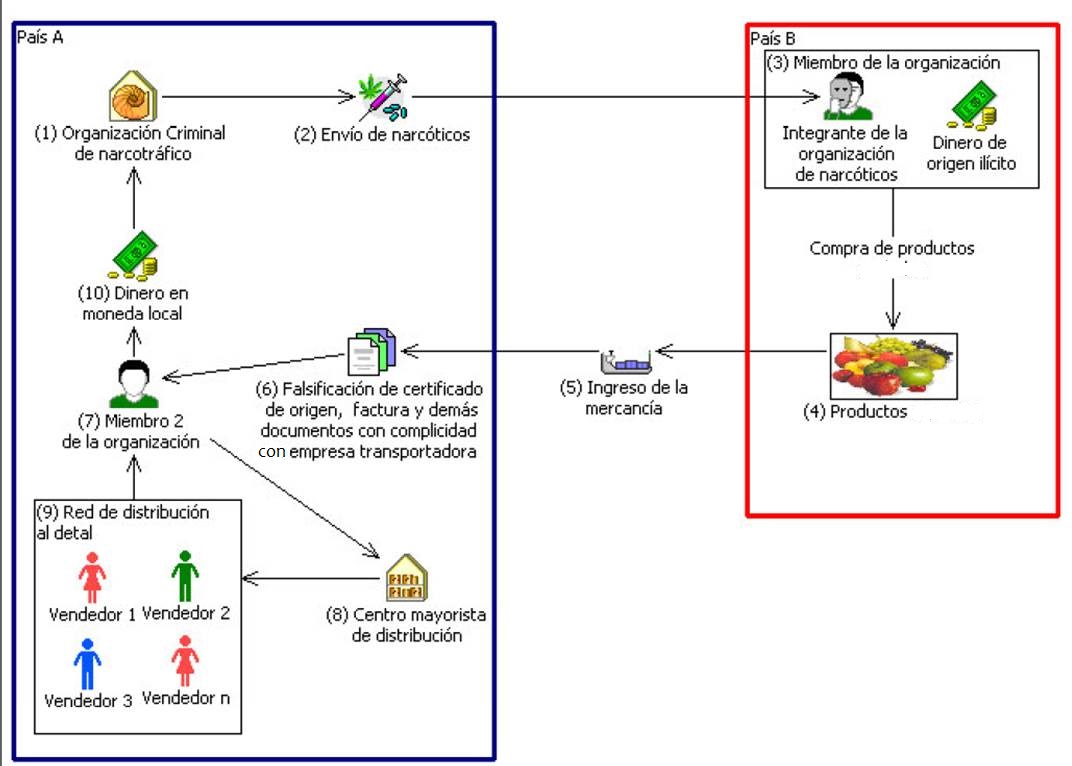 País A
País B
(3) Miembro de la organización
(1) Organización Criminal
de narcotráfico
(2) Envío de narcóticos
Integrante de la
organización
de narcóticos
Dinero de
origen ilícito
Compra de productos
(10) Dinero en
moneda local
(5) Ingreso de la
mercancía
(4) Productos
(6) Falsificación de certificado
de origen, factura y demás
documentos con complicidad
con empresa transportadora
(7) Miembro 2
de la organización
(9) Red de distribución
al detal
Vendedor 1
Vendedor 2
Vendedor 3
Vendedor n
(8) Centro mayorista
de distribución